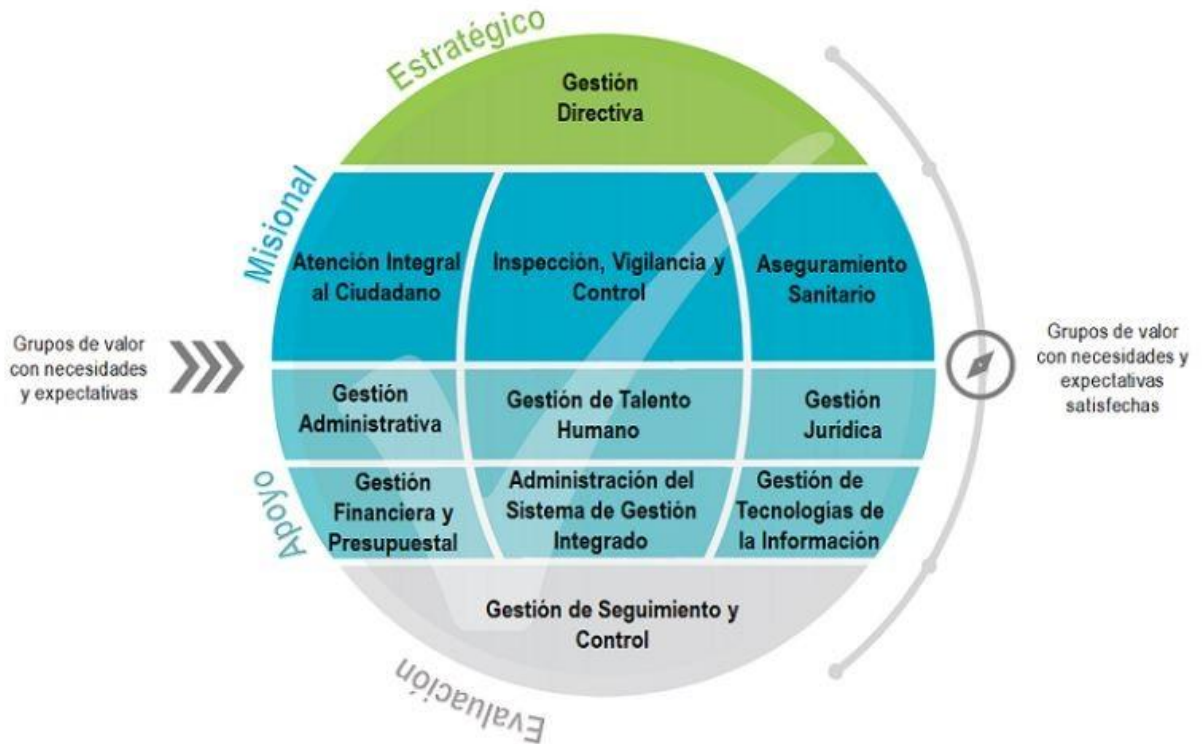 Estratégico
Gestión
Directiva
Misional
Atención Integral
al Ciudadano
Inspección, Vigilancia y
Control
Aseguramiento
Sanitario
Grupos de valor
con necesidades
y expectativas
Grupos de valor
con necesidades y
expectativas
satisfechas
Apoyo
Gestión
Administrativa
Gestión de Talento
Humano
Gestión
Jurídica
Gestión
Financiera y
Presupuestal
Administración del
Sistema de Gestión
Integrado
Gestión de
Tecnologías de
la Información
Gestión de Seguimiento y
Control
Evaluación